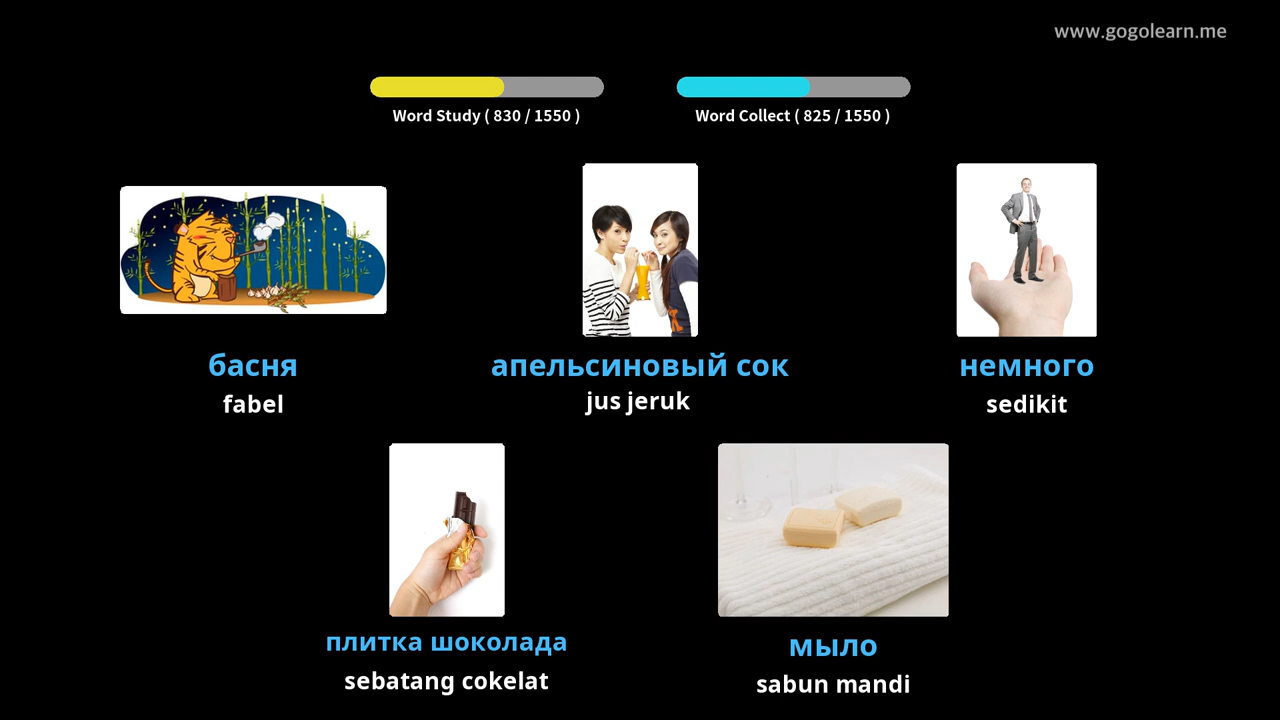 www.gogolearn.me
Word Study ( 830 / 1550 )
Word Collect ( 825 / 1550 )
басня
fabel
апельсиновый сок
jus jeruk
немного
sedikit
плитка шоколада
sebatang cokelat
мыло
sabun mandi